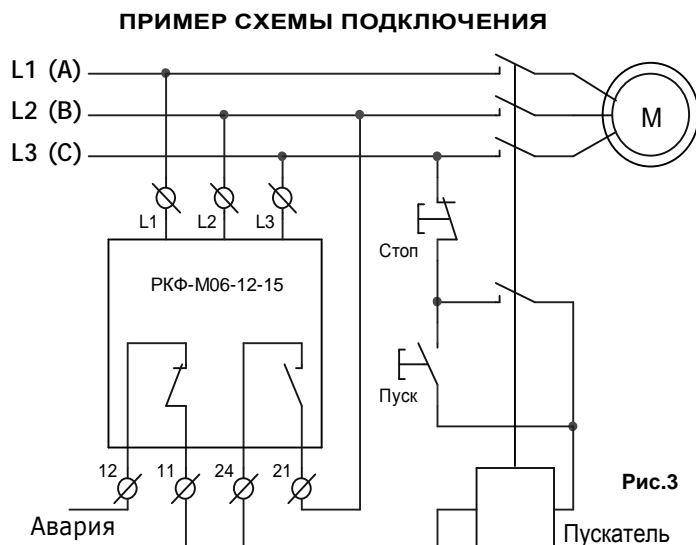 ПРИМЕР СХЕМЫ ПОДКЛЮЧЕНИЯ
L1 (A)
L2 (B)
L3 (C)
M
L1
L2
L3
Стоп
РКФ-М06-12-15
Пуск
12
11
24
21
Рис.3
Авария
Пускатель